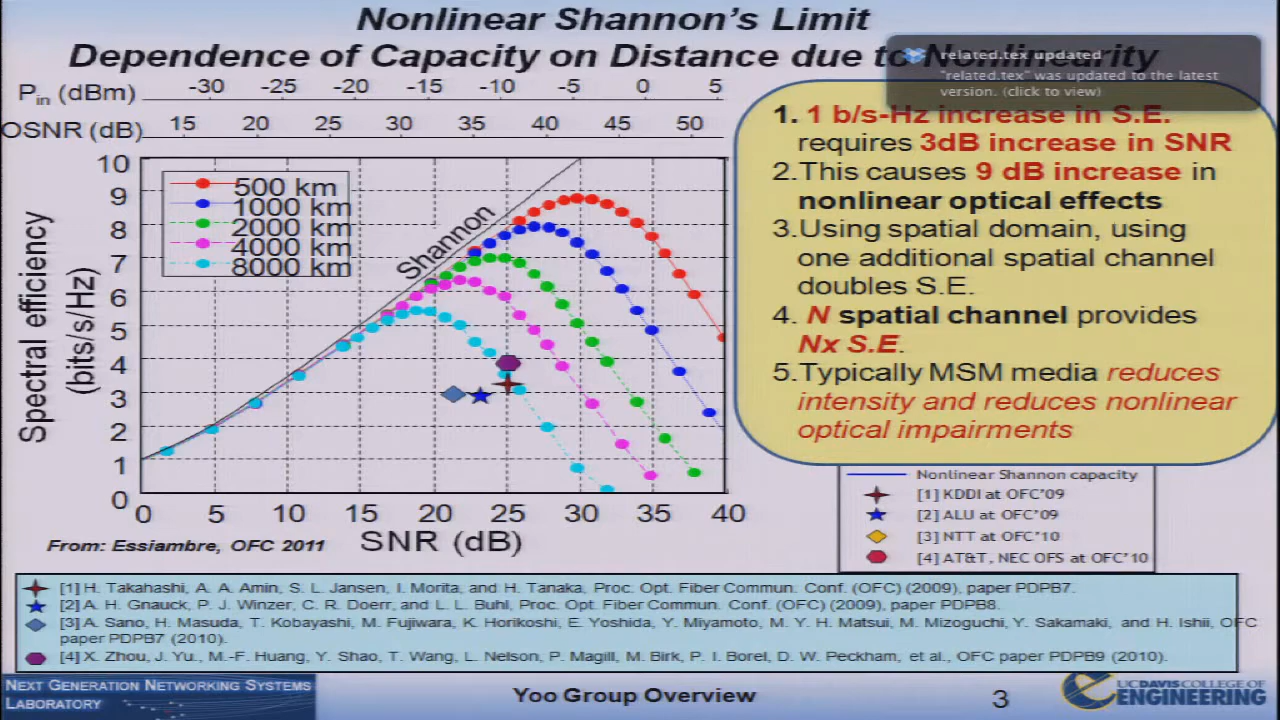 Nonlinear Shannon's Limit
Dependence of Capacity on Distance due to Nonlinearity
related.tex updated
"related.tex" was updated to the latest
version. (click to view)
Pin (dBm) -30 -25 -20 -15 -10 -5 0 5
OSNR (dB) 15 20 25 30 35 40 45 50
10
9
8
7
6
5
4
3
2
1
0
Spectral efficiency
(bits/s/Hz)
500 km
1000 km
2000 km
4000 km
8000 km
Shannon
0 5 10 15 20 25 30 35 40
SNR (dB)
From: Essiambre, OFC 2011
1. 1 b/s-Hz increase in S.E.
requires 3dB increase in SNR
2.This causes 9 dB increase in
nonlinear optical effects
3.Using spatial domain, using
one additional spatial channel
doubles S.E.
4. N spatial channel provides
Nx S.E.
5.Typically MSM media reduces
intensity and reduces nonlinear
optical impairments
Nonlinear Shannon capacity
[1] KDDI at OFC'09
[2] ALU at OFC'09
[3] NTT at OFC'10
[4] AT&T, NEC OFS at OFC'10
[1] H. Takahashi, A. A. Amin, S. L. Jansen, I. Morita, and H. Tanaka, Proc. Opt. Fiber Commun. Conf. (OFC) (2009), paper PDPB7.
[2] A. H. Gnauck, P. J. Winzer, C. R. Doerr, and L. L. Buhl, Proc. Opt. Fiber Commun. Conf. (OFC) (2009), paper PDPB8.
[3] A. Sano, H. Masuda, T. Kobayashi, M. Fujiwara, K. Horikoshi, E. Yoshida, Y. Miyamoto, M. Y. H. Matsui, M. Mizoguchi, Y. Sakamaki, and H. Ishii, OFC
paper PDPB7 (2010).
[4] X. Zhou, J. Yu., M.-F. Huang, Y. Shao, T. Wang, L. Nelson, P. Magill, M. Birk, P. I. Borel, D. W. Peckham, et al., OFC paper PDPB9 (2010).
NEXT GENERATION NETWORKING SYSTEMS
LABORATORY
Yoo Group Overview
3
UC DAVIS COLLEGE OF
ENGINEERING